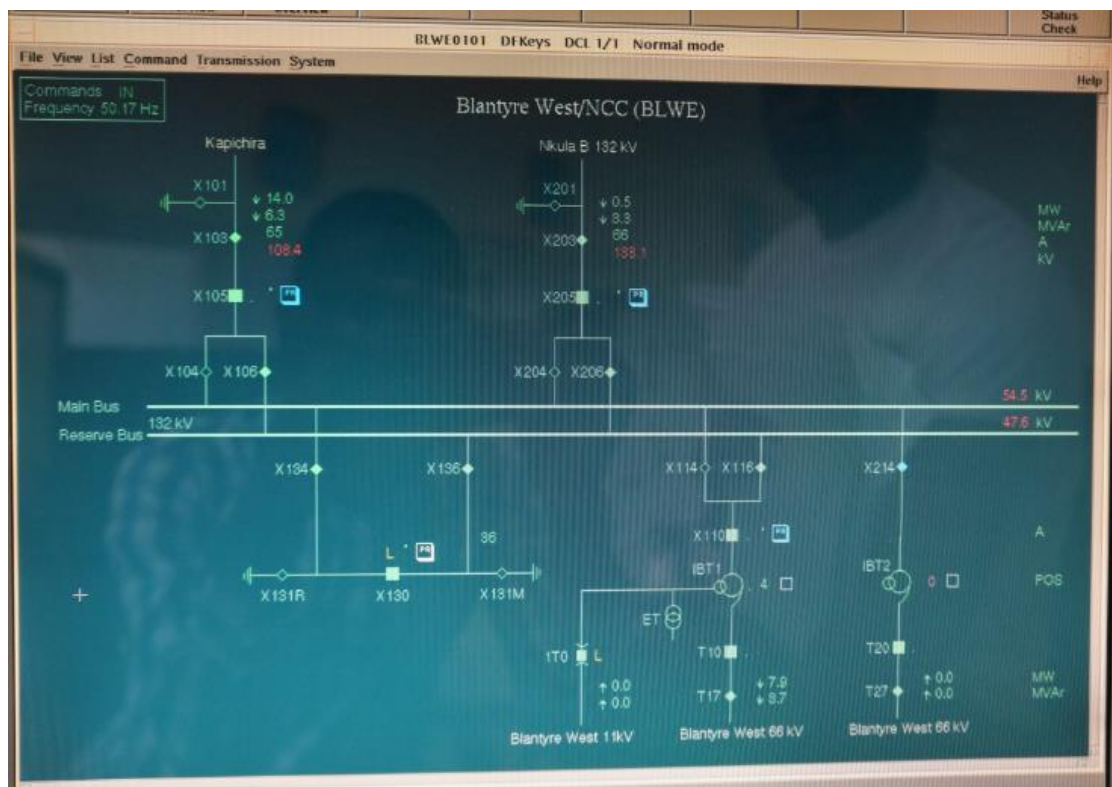 Status
Check
BLWE0101 DFKeys DCL 1/1 Normal mode
File View List Command Transmission System
Help
Commands IN
Frequency 50.17 Hz
Blantyre West/NCC (BLWE)
Kapichira
Nkula B 132 kV
X101
14.0
6.3
X103
65
108.4
X201
0.5
8.3
X203
66
MW
MVAr
A
kV
X105
PR
X205
PR
X104
X106
X204
X206
Main Bus
54.5 kV
132 kV
47.6 kV
Reserve Bus
X134
X136
X114
X116
X214
36
X110
PR
A
L
PR
X131R
X130
X131M
IBT1
4
IBT2
0
POS
ET
1T0
L
T10
T20
0.0
0.0
T17
7.9
8.7
T27
0.0
0.0
MW
MVAr
Blantyre West 11kV
Blantyre West 66 kV
Blantyre West 66 kV